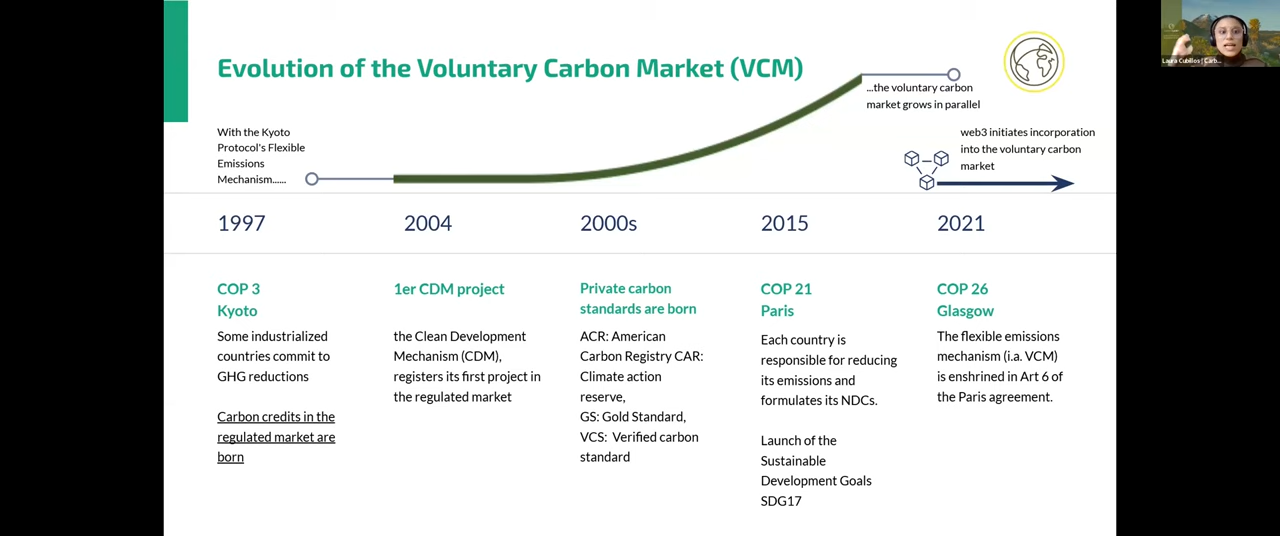 Evolution of the Voluntary Carbon Market (VCM)
...the voluntary carbon
market grows in parallel
With the Kyoto
Protocol's Flexible
Emissions
Mechanism......
web3 initiates incorporation
into the voluntary carbon
market
1997
2004
2000s
2015
2021
COP 3
Kyoto
Some industrialized
countries commit to
GHG reductions
Carbon credits in the
regulated market are
born
1er CDM project
the Clean Development
Mechanism (CDM),
registers its first project in
the regulated market
Private carbon
standards are born
ACR: American
Carbon Registry CAR:
Climate action
reserve,
GS: Gold Standard,
VCS: Verified carbon
standard
COP 21
Paris
Each country is
responsible for reducing
its emissions and
formulates its NDCs.
Launch of the
Sustainable
Development Goals
SDG17
COP 26
Glasgow
The flexible emissions
mechanism (i.a. VCM)
is enshrined in Art 6 of
the Paris agreement.
Laura Cubillos | Carb...